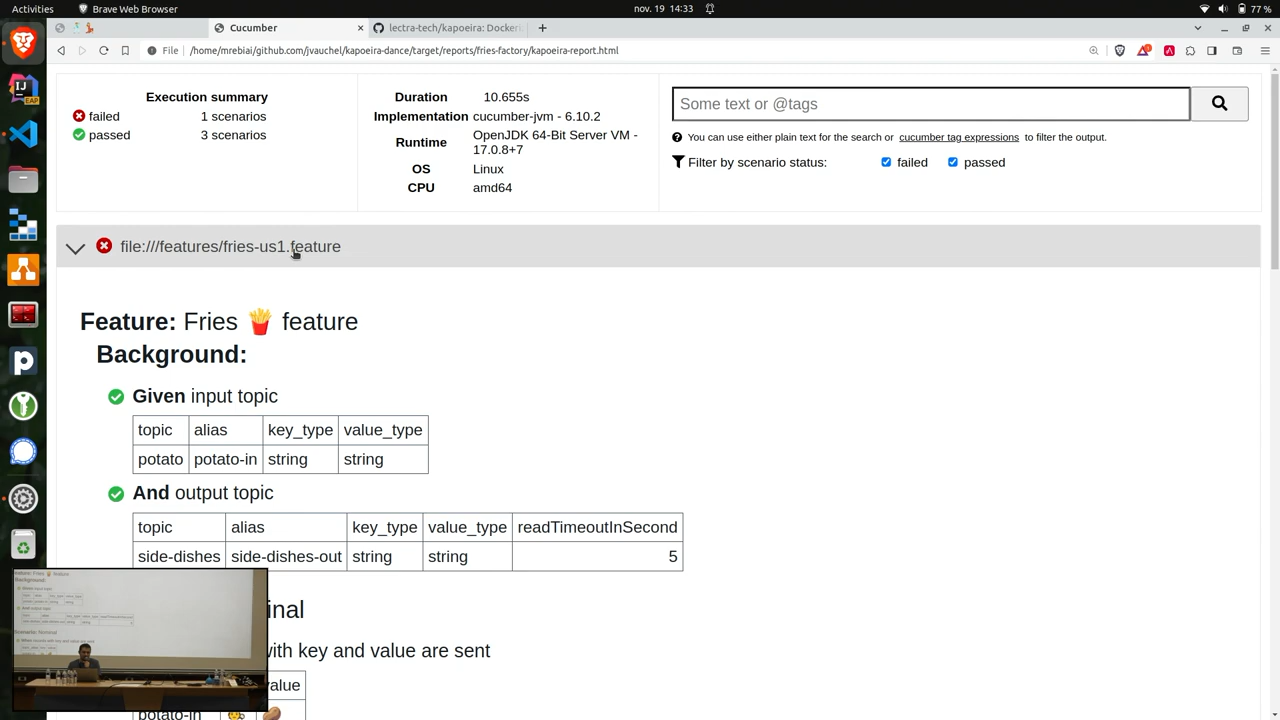 Activities Brave Web Browser nov. 19 14:33 77 %
Cucumber lectra-tech/kapoeira: Docker
File /home/mrebiai/github.com/jvauchel/kapoeira-dance/target/reports/fries-factory/kapoeira-report.html
Execution summary
failed 1 scenarios
passed 3 scenarios
Duration 10.655s
Implementation cucumber-jvm - 6.10.2
Runtime OpenJDK 64-Bit Server VM -
17.0.8+7
OS Linux
CPU amd64
Some text or @tags
You can use either plain text for the search or cucumber tag expressions to filter the output.
Filter by scenario status: failed passed
file:///features/fries-us1.feature
Feature: Fries 🍟 feature
Background:
Given input topic
topic alias key_type value_type
potato potato-in string string
And output topic
topic alias key_type value_type readTimeoutInSecond
side-dishes side-dishes-out string string 5
inal
with key and value are sent
value
potato-in